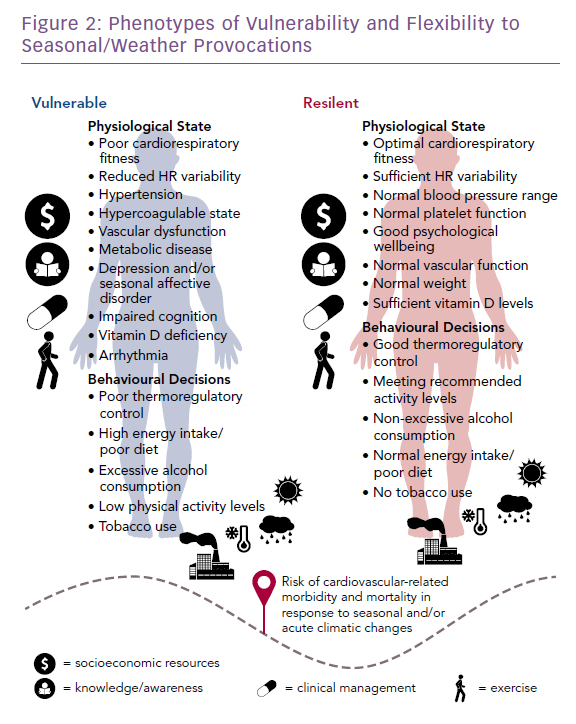 Figure 2: Phenotypes of Vulnerability and Flexibility to
Seasonal/Weather Provocations
Vulnerable
Physiological State
• Poor cardiorespiratory
fitness
• Reduced HR variability
• Hypertension
• Hypercoagulable state
• Vascular dysfunction
• Metabolic disease
• Depression and/or
seasonal affective
disorder
• Impaired cognition
• Vitamin D deficiency
• Arrhythmia
Behavioural Decisions
• Poor thermoregulatory
control
• High energy intake/
poor diet
• Excessive alcohol
consumption
• Low physical activity levels
• Tobacco use
$
Resilent
Physiological State
• Optimal cardiorespiratory
fitness
• Sufficient HR variability
• Normal blood pressure range
• Normal platelet function
• Good psychological
wellbeing
• Normal vascular function
• Normal weight
• Sufficient vitamin D levels
Behavioural Decisions
• Good thermoregulatory
control
• Meeting recommended
activity levels
• Non-excessive alcohol
consumption
• Normal energy intake/
poor diet
• No tobacco use
$
Risk of cardiovascular-related
morbidity and mortality in
response to seasonal and/or
acute climatic changes
$ = socioeconomic resources
= knowledge/awareness
= clinical management
= exercise